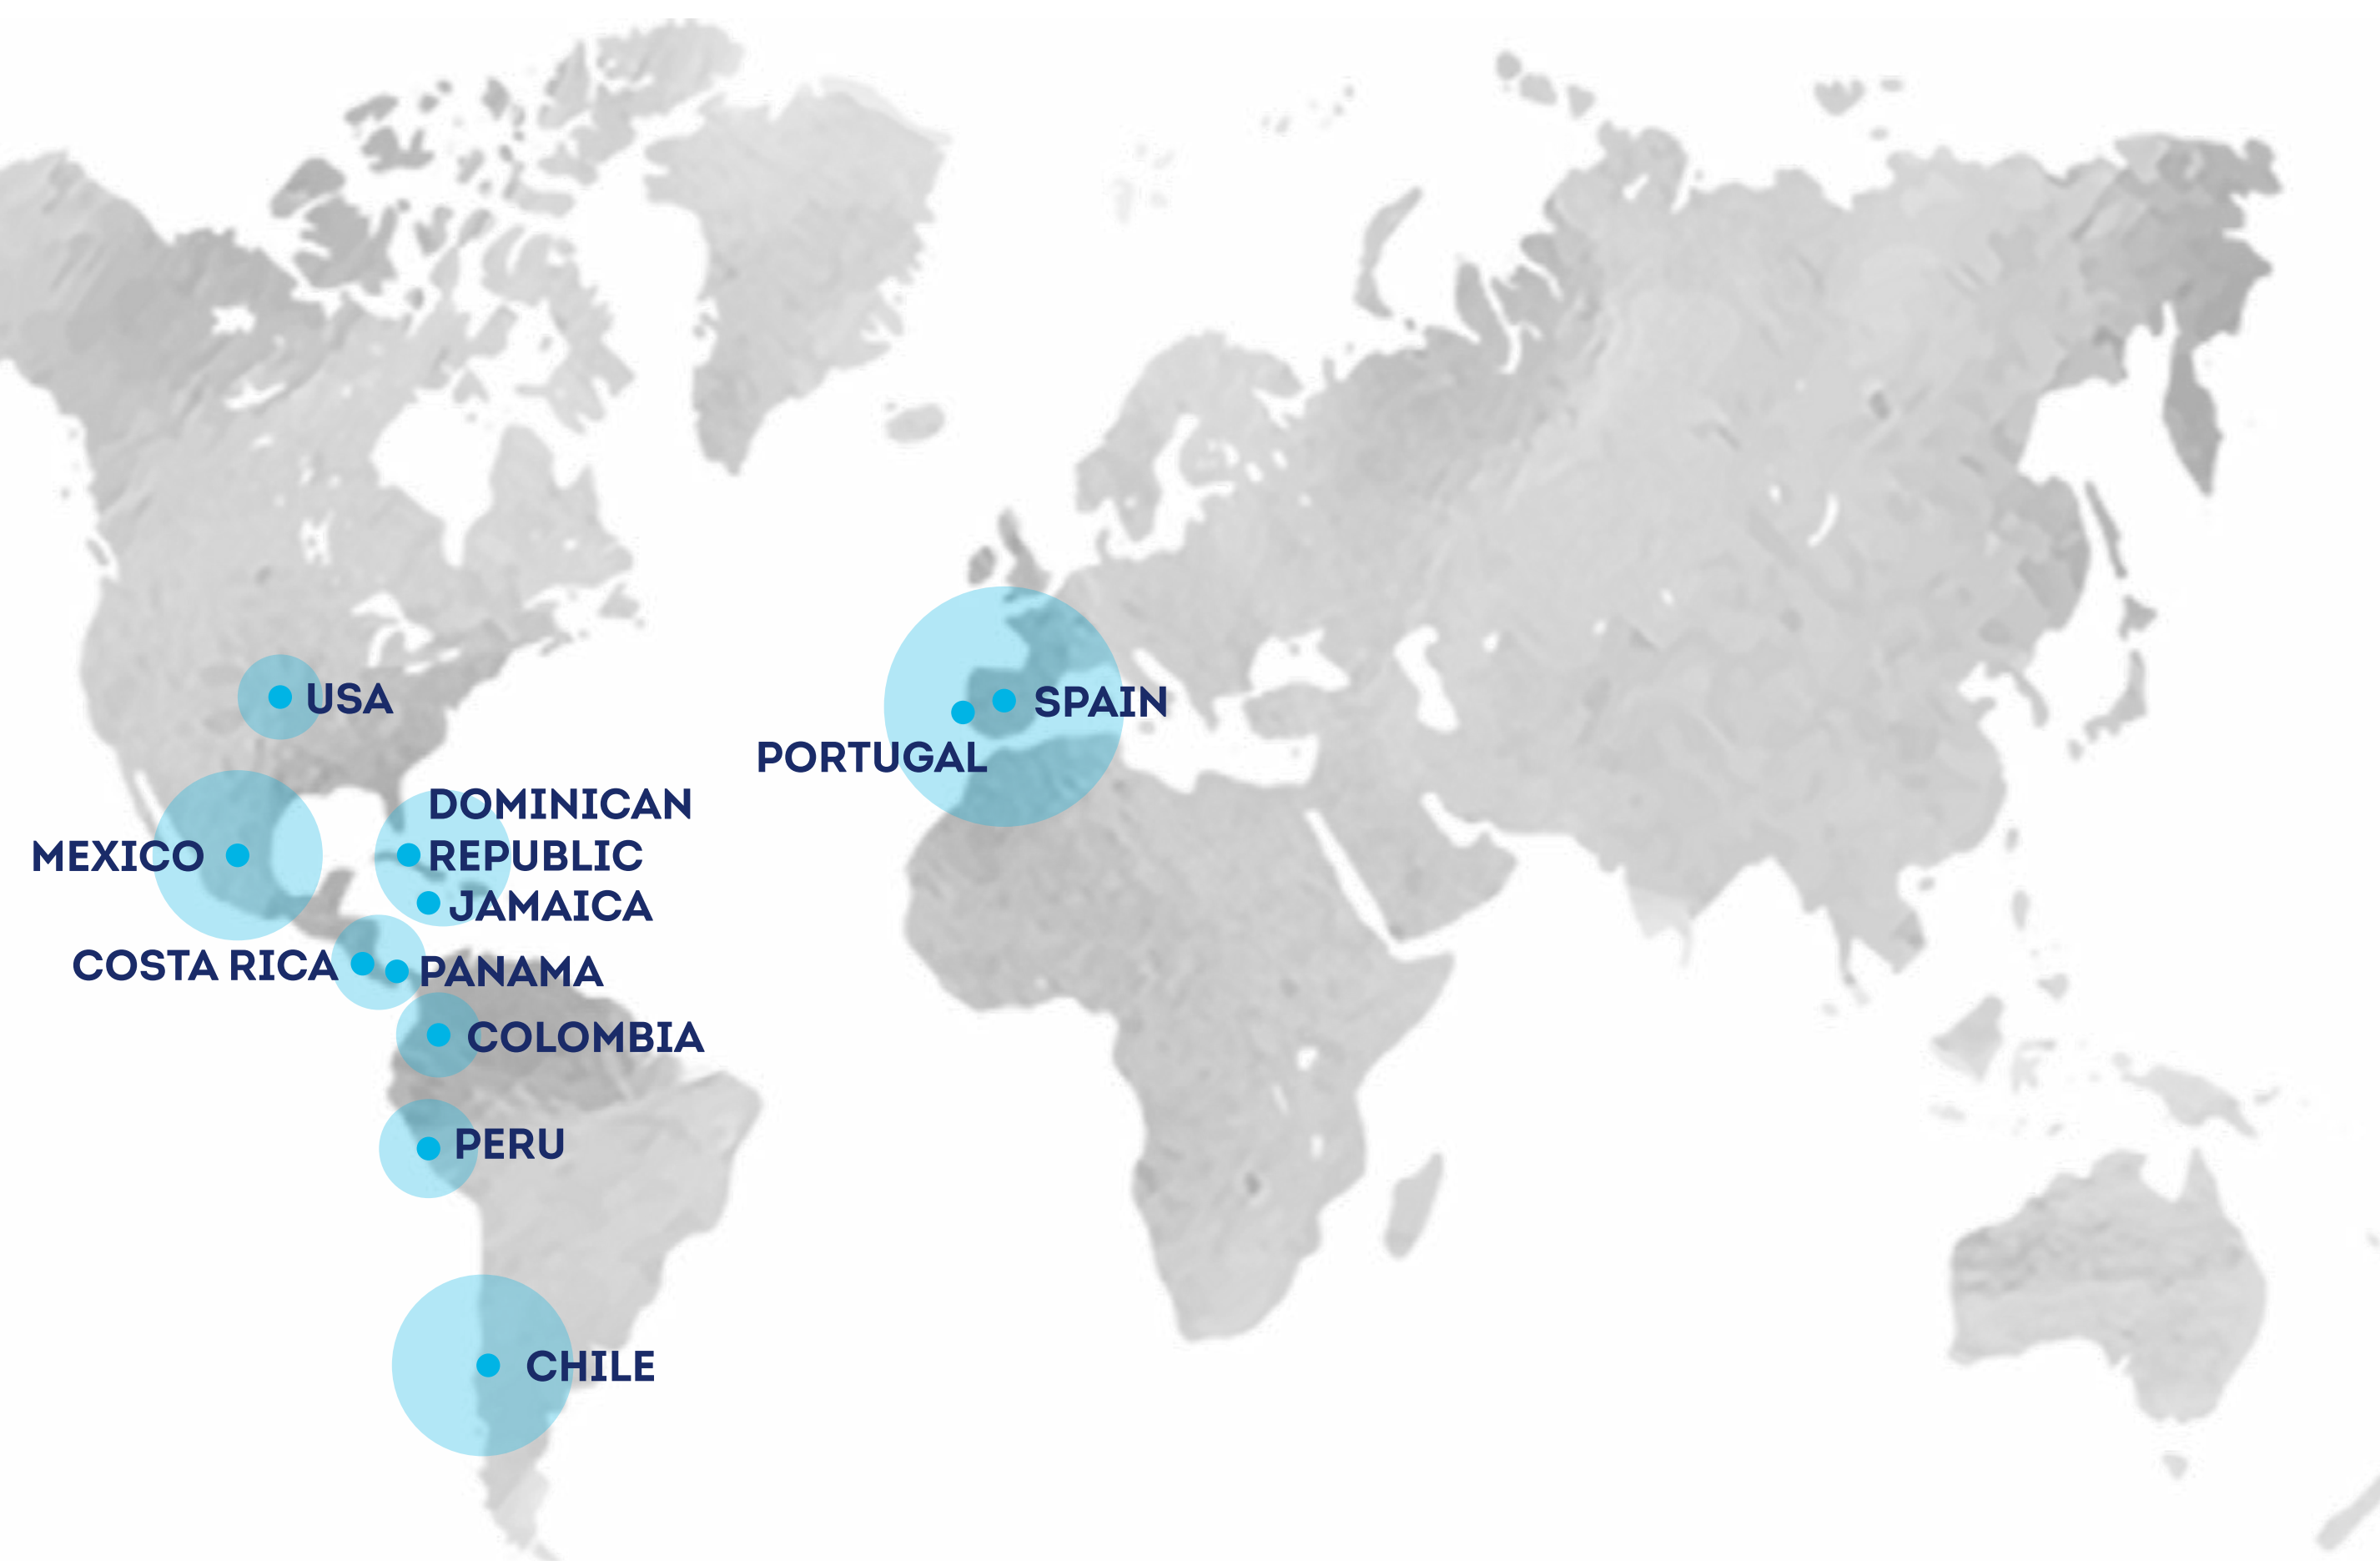 USA
SPAIN
PORTUGAL
DOMINICAN
REPUBLIC
MEXICO
JAMAICA
COSTA RICA
PANAMA
COLOMBIA
PERU
CHILE